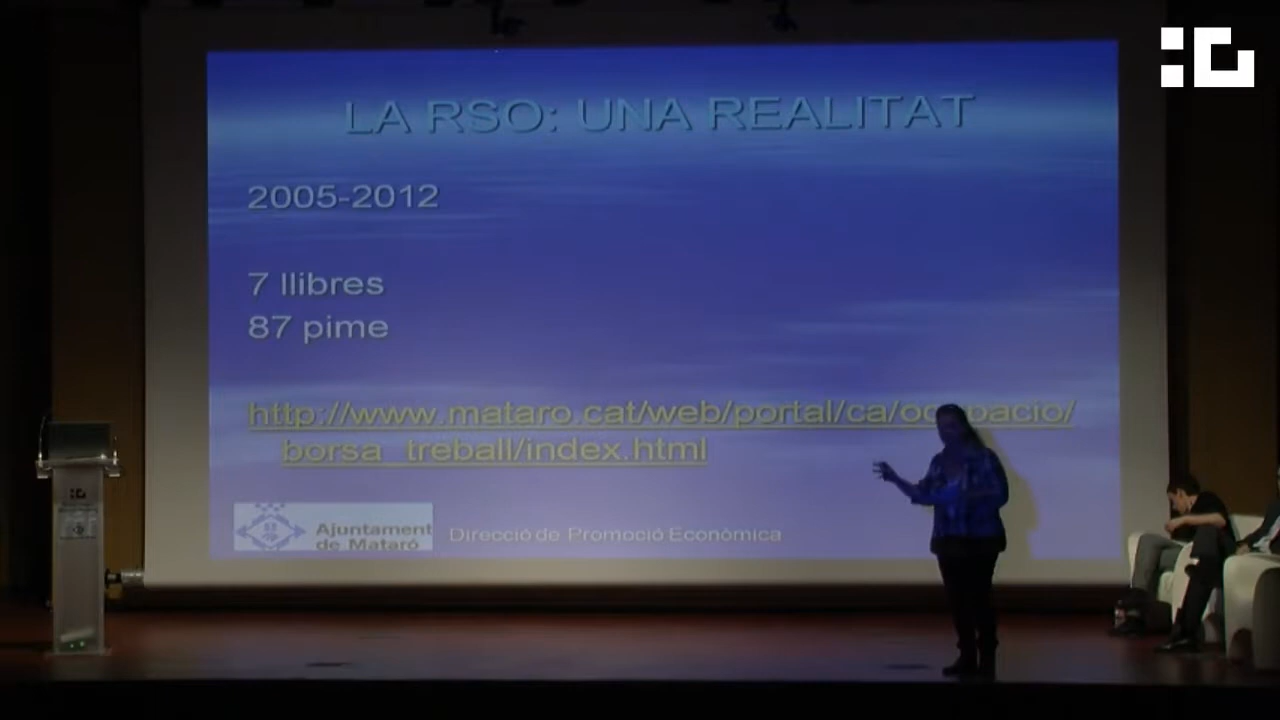 LA RSO: UNA REALITAT
2005-2012
7 llibres
87 pime
http://www.mataro.cat/web/portal/ca/ocupacio/
borsa_treball/index.html
Ajuntament
de Mataró
Direcció de Promoció Econòmica